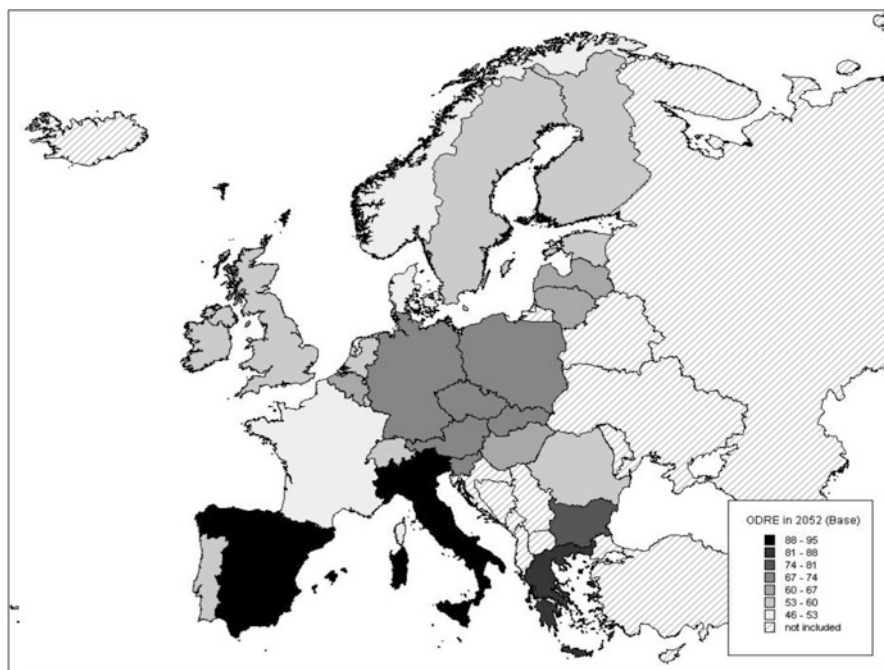 ODRE in 2052 (Base)
88 - 95
81 - 88
74 - 81
67 - 74
60 - 67
53 - 60
46 - 53
not included